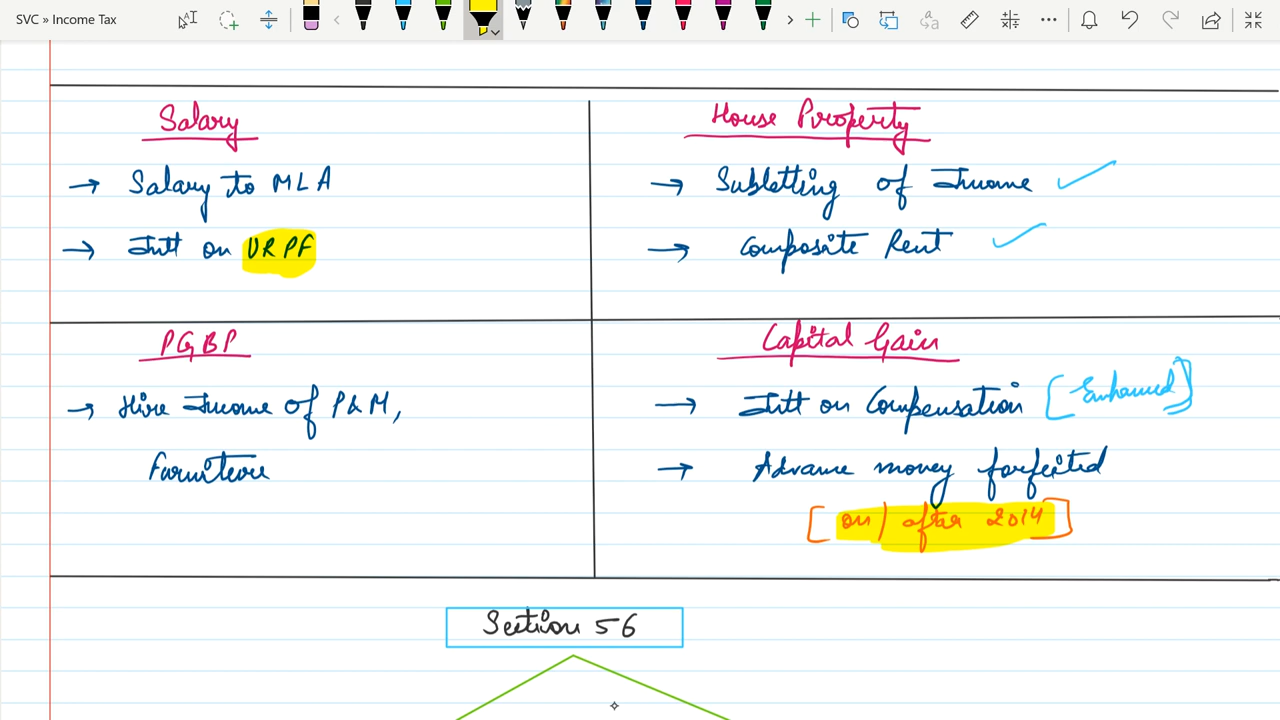 SVC » Income Tax
Salary
→ Salary to MLA
→ Intt on URPF
House Property
→ Subletting of Income ✓
→ Composite Rent ✓
PGBP
→ Hire Income of P&M,
Furniture
Capital Gain
→ Intt on Compensation [Enhanced]
→ Advance money forfeited
[on/after 2014]
Section 56